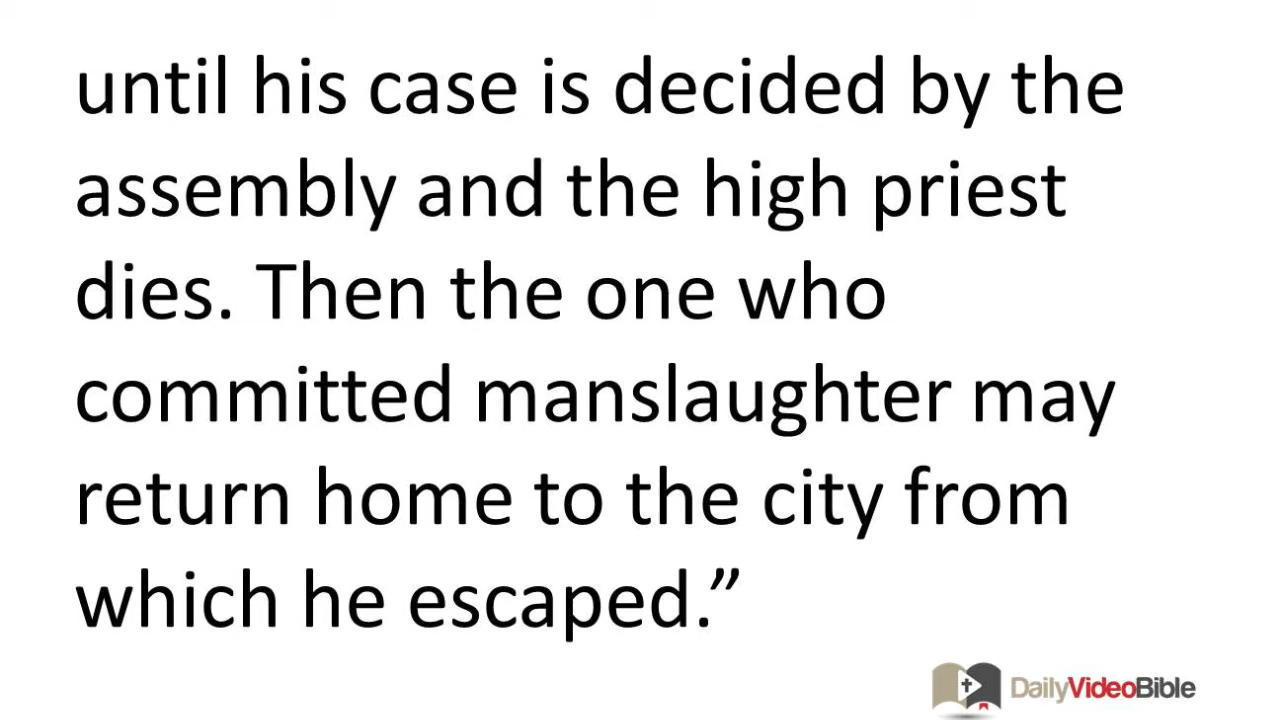 until his case is decided by the
assembly and the high priest
dies. Then the one who
committed manslaughter may
return home to the city from
which he escaped.”
DailyVideoBible